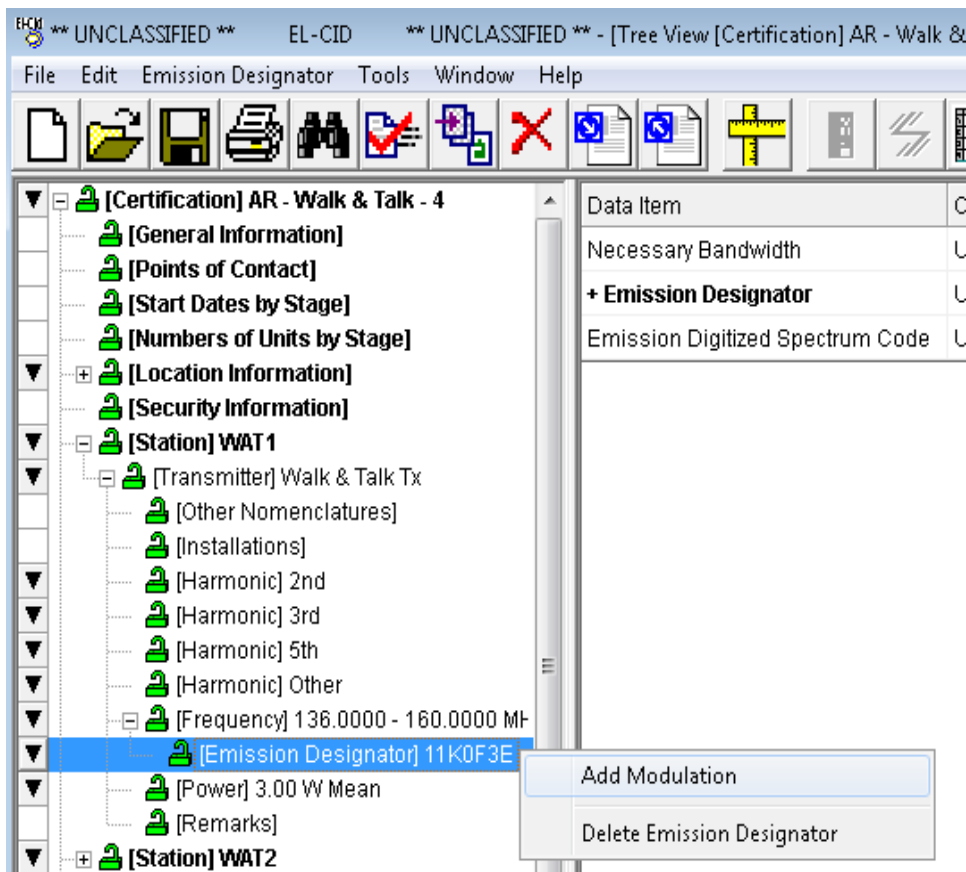 ** UNCLASSIFIED ** EL-CID ** UNCLASSIFIED ** - [Tree View [Certification] AR - Walk &
File Edit Emission Designator Tools Window Help
[Certification] AR - Walk & Talk - 4
[General Information]
[Points of Contact]
[Start Dates by Stage]
[Numbers of Units by Stage]
[Location Information]
[Security Information]
[Station] WAT1
[Transmitter] Walk & Talk Tx
[Other Nomenclatures]
[Installations]
[Harmonic] 2nd
[Harmonic] 3rd
[Harmonic] 5th
[Harmonic] Other
[Frequency] 136.0000 - 160.0000 MH
[Emission Designator] 11K0F3E
[Power] 3.00 W Mean
[Remarks]
[Station] WAT2
Data Item C
Necessary Bandwidth U
+ Emission Designator U
Emission Digitized Spectrum Code U
Add Modulation
Delete Emission Designator